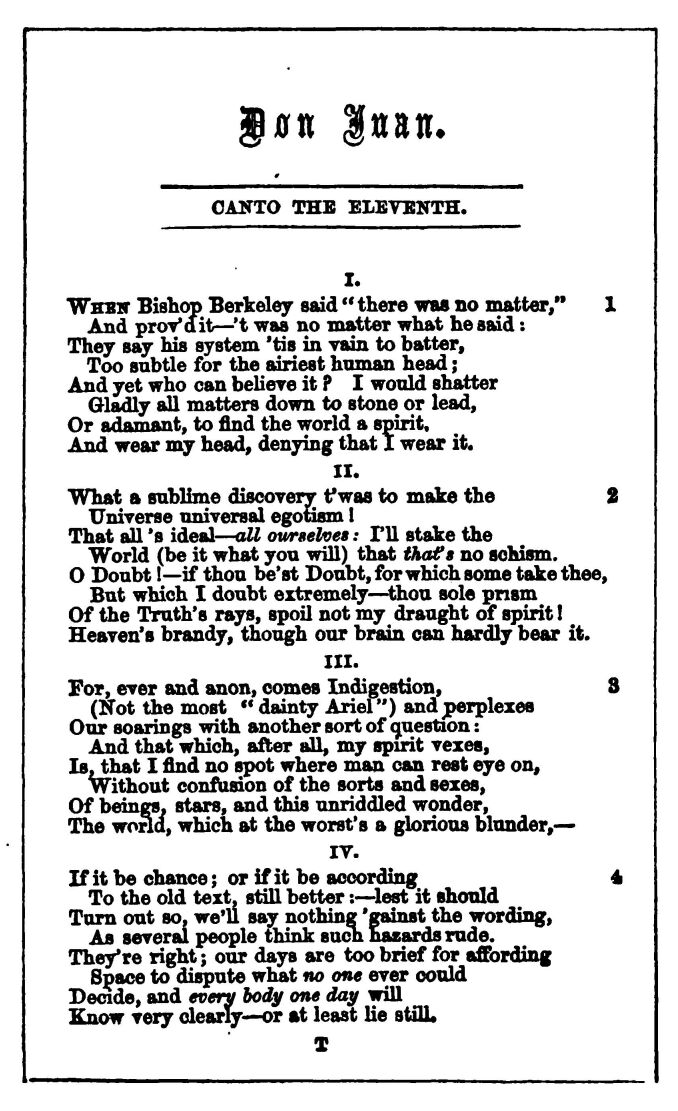 Don Juan.
CANTO THE ELEVENTH.
I.
WHEN Bishop Berkeley said "there was no matter," 1
And prov'd it—'t was no matter what he said:
They say his system 'tis in vain to batter,
Too subtle for the airiest human head;
And yet who can believe it? I would shatter
Gladly all matters down to stone or lead,
Or adamant, to find the world a spirit,
And wear my head, denying that I wear it.
II.
What a sublime discovery t'was to make the 2
Universe universal egotism!
That all 's ideal—all ourselves: I'll stake the
World (be it what you will) that that's no schism.
O Doubt!—if thou be'st Doubt, for which some take thee,
But which I doubt extremely—thou sole prism
Of the Truth's rays, spoil not my draught of spirit!
Heaven's brandy, though our brain can hardly bear it.
III.
For, ever and anon, comes Indigestion, 3
(Not the most "dainty Ariel") and perplexes
Our soarings with another sort of question:
And that which, after all, my spirit vexes,
Is, that I find no spot where man can rest eye on,
Without confusion of the sorts and sexes,
Of beings, stars, and this unriddled wonder,
The world, which at the worst's a glorious blunder,—
IV.
If it be chance; or if it be according 4
To the old text, still better:—lest it should
Turn out so, we'll say nothing 'gainst the wording,
As several people think such hazards rude.
They're right; our days are too brief for affording
Space to dispute what no one ever could
Decide, and every body one day will
Know very clearly—or at least lie still.
T